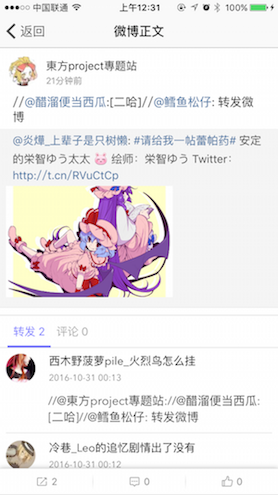 中国联通 上午12:31 100%
返回 微博正文
東方project專題站
21分钟前
//@醋溜便当西瓜:[二哈]//@鳕鱼松仔: 转发微
博
@炎爆_上辈子是只树懒: #请给我一帖蕾帕药# 安定
的栄智ゆう太太 绘师：栄智ゆう Twitter：
http://t.cn/RVuCtCp
转发 2 评论 0
西木野菠萝pile_火烈鸟怎么挂
2016-10-31 00:13
//@東方project專題站://@醋溜便当西瓜:
[二哈]//@鳕鱼松仔: 转发微博
冷巷_Leo的追忆剧情出了没有
2016-10-31 00:12
2 0 0